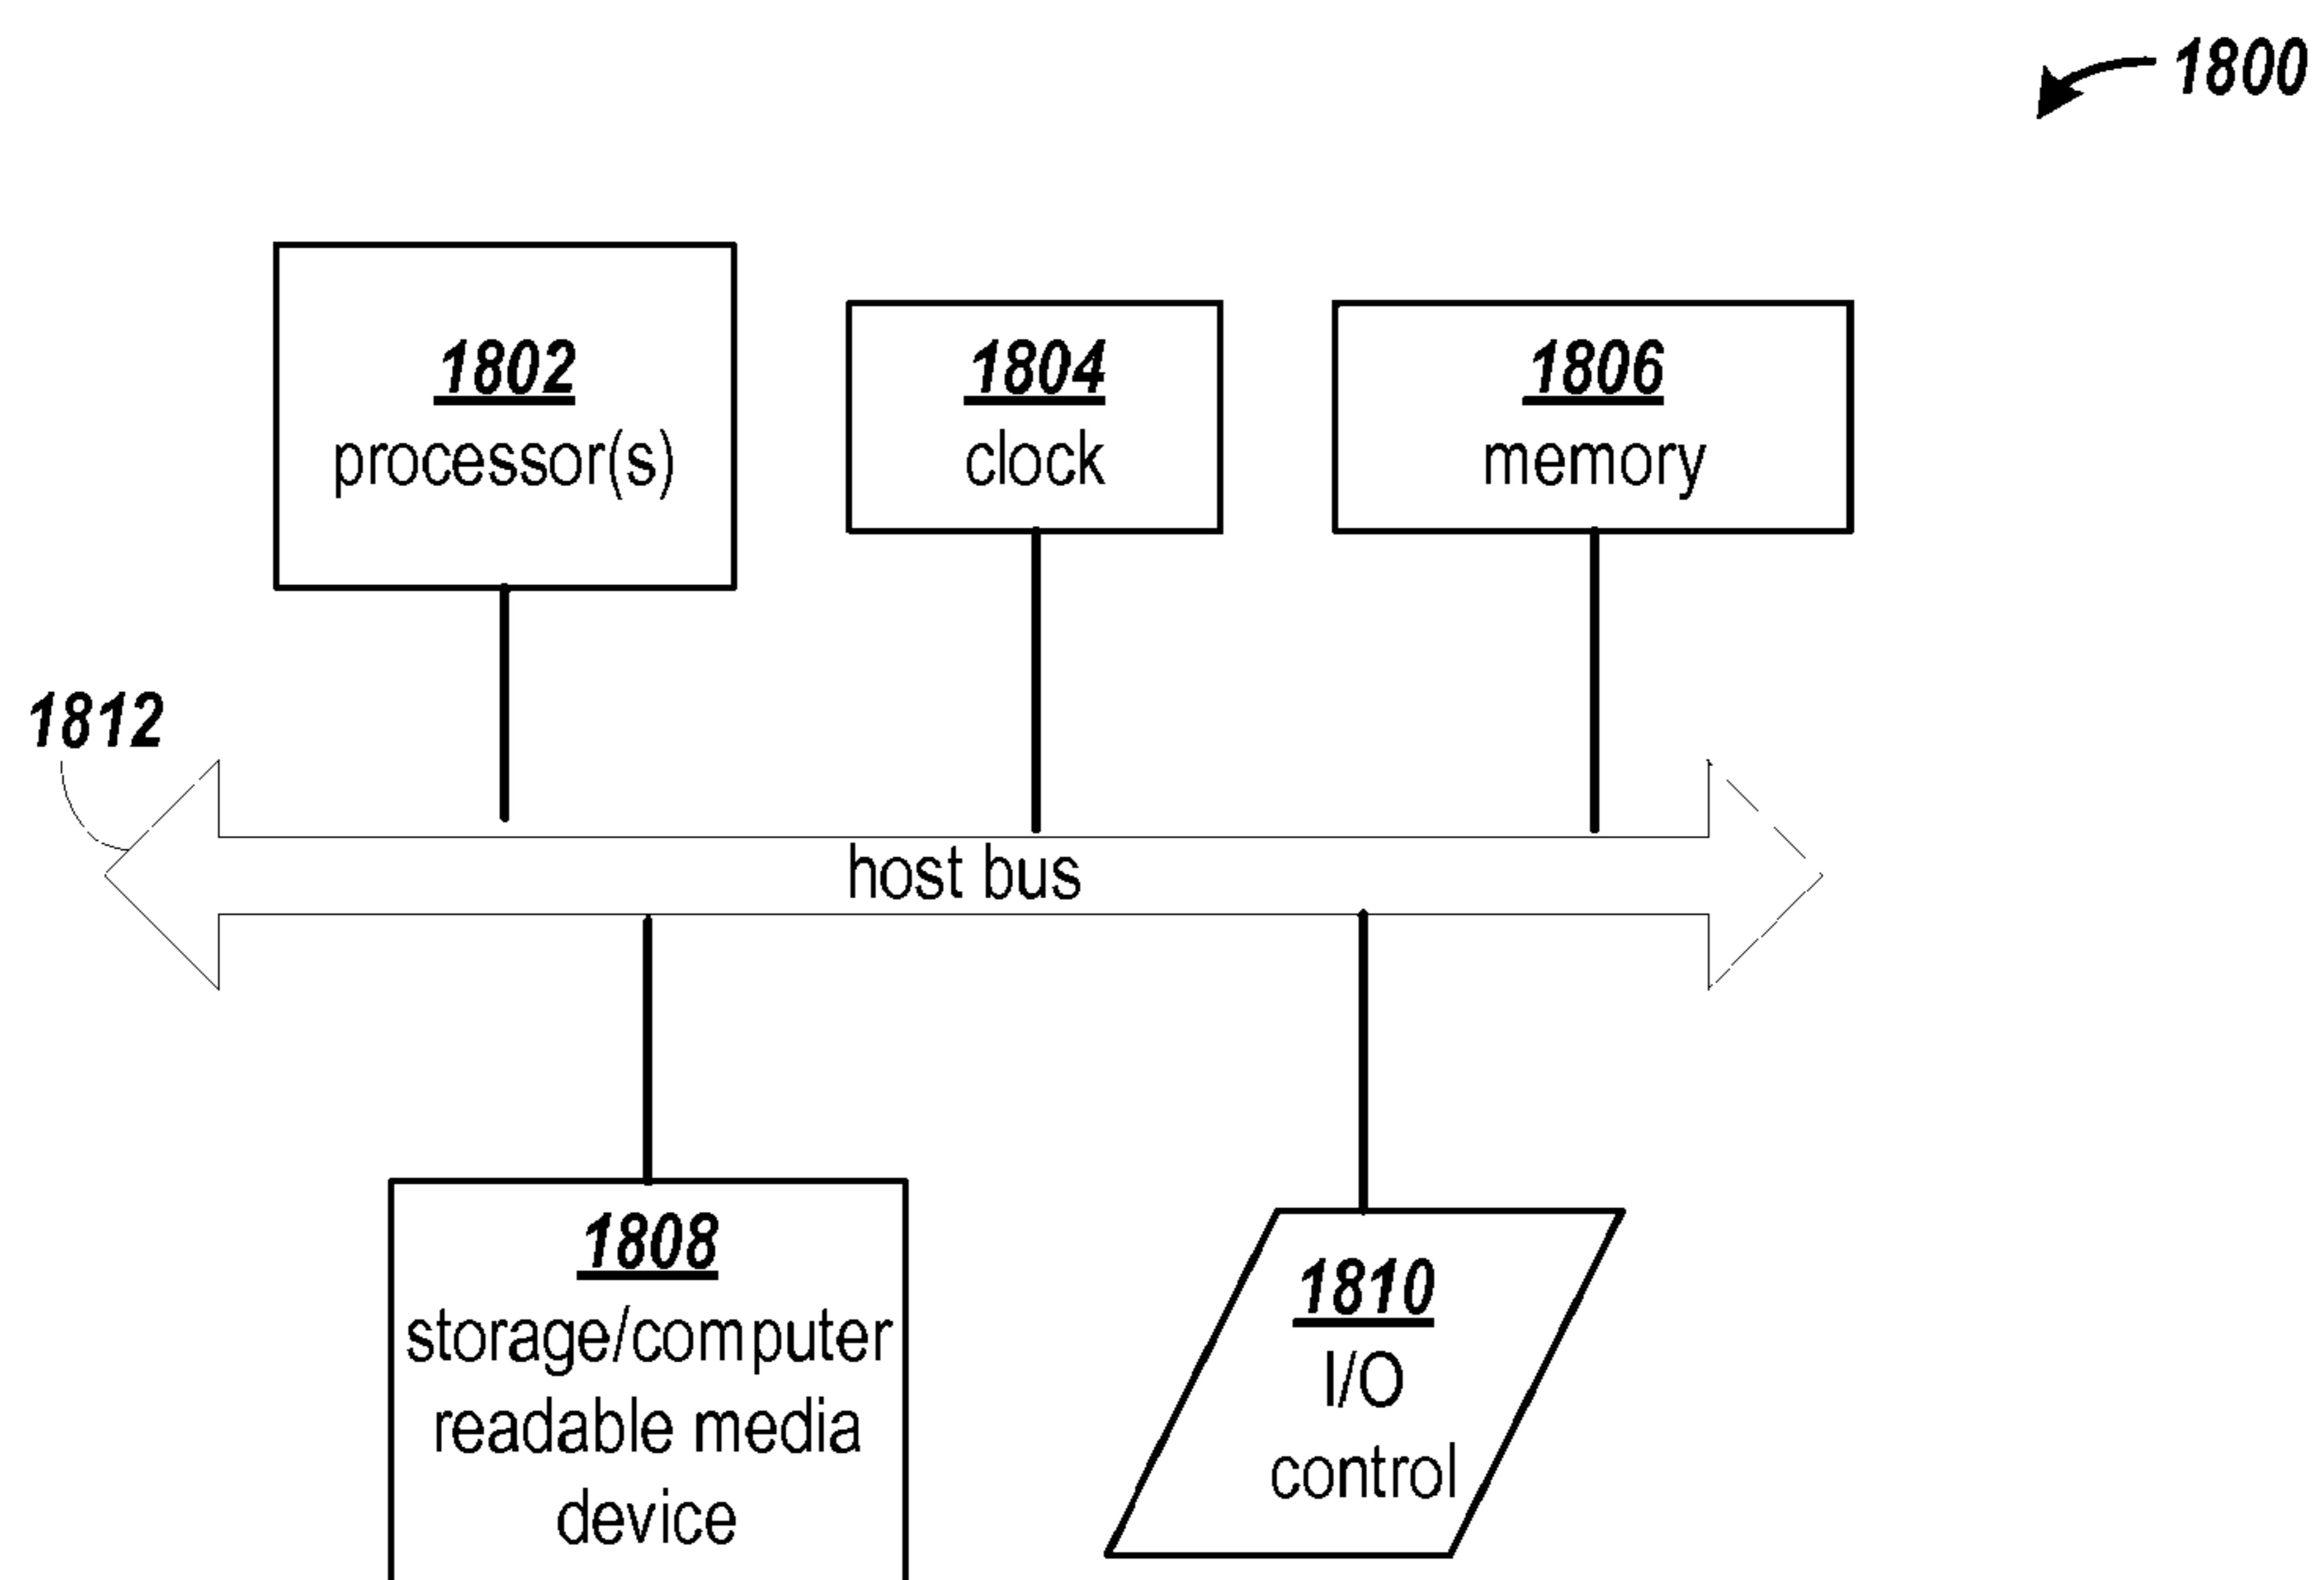 1800
1802
processor(s)
1804
clock
1806
memory
1812
host bus
1808
storage/computer
readable media
device
1810
I/O
control